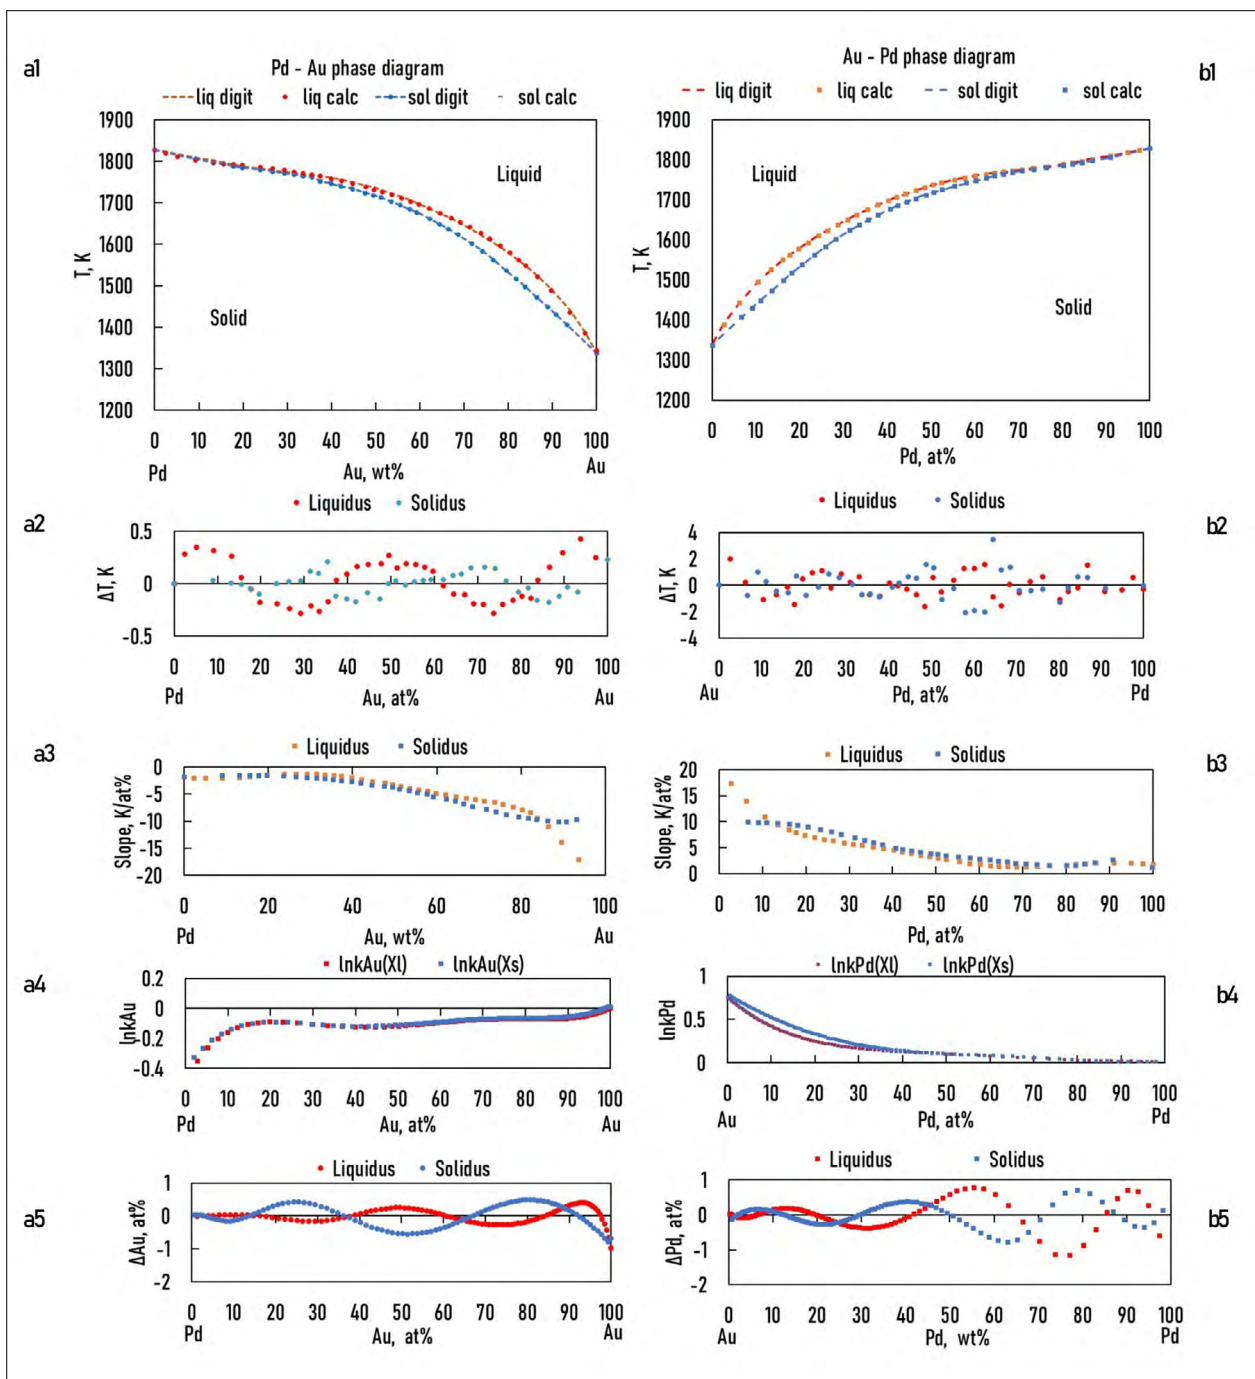 a1
Pd - Au phase diagram
liq digit liq calc sol digit sol calc
1900
1800
1700
1600
1500
1400
1300
1200
T, K
Liquid
Solid
0 10 20 30 40 50 60 70 80 90 100
Pd Au, wt% Au
b1
Au - Pd phase diagram
liq digit liq calc sol digit sol calc
1900
1800
1700
1600
1500
1400
1300
1200
T, K
Liquid
Solid
0 10 20 30 40 50 60 70 80 90 100
Pd, at%
a2
Liquidus Solidus
0.5
0
-0.5
ΔT, K
0 10 20 30 40 50 60 70 80 90 100
Pd Au, at% Au
b2
Liquidus Solidus
4
2
0
-2
-4
ΔT, K
0 10 20 30 40 50 60 70 80 90 100
Au Pd, at% Pd
a3
Liquidus Solidus
0
-5
-10
-15
-20
Slope, K/at%
0 20 40 60 80 100
Pd Au, wt% Au
b3
Liquidus Solidus
20
15
10
5
0
Slope, K/at%
0 10 20 30 40 50 60 70 80 90 100
Pd, at%
a4
lnkAu(Xl) lnkAu(Xs)
0.2
0
-0.2
-0.4
lnkAu
0 10 20 30 40 50 60 70 80 90 100
Pd Au, at% Au
b4
lnkPd(Xl) lnkPd(Xs)
1
0.5
0
lnkPd
0 10 20 30 40 50 60 70 80 90 100
Au Pd, at% Pd
a5
Liquidus Solidus
1
0
-1
-2
ΔAu, at%
0 10 20 30 40 50 60 70 80 90 100
Pd Au, at% Au
b5
Liquidus Solidus
1
0
-1
-2
ΔPd, at%
0 10 20 30 40 50 60 70 80 90 100
Au Pd, wt% Pd